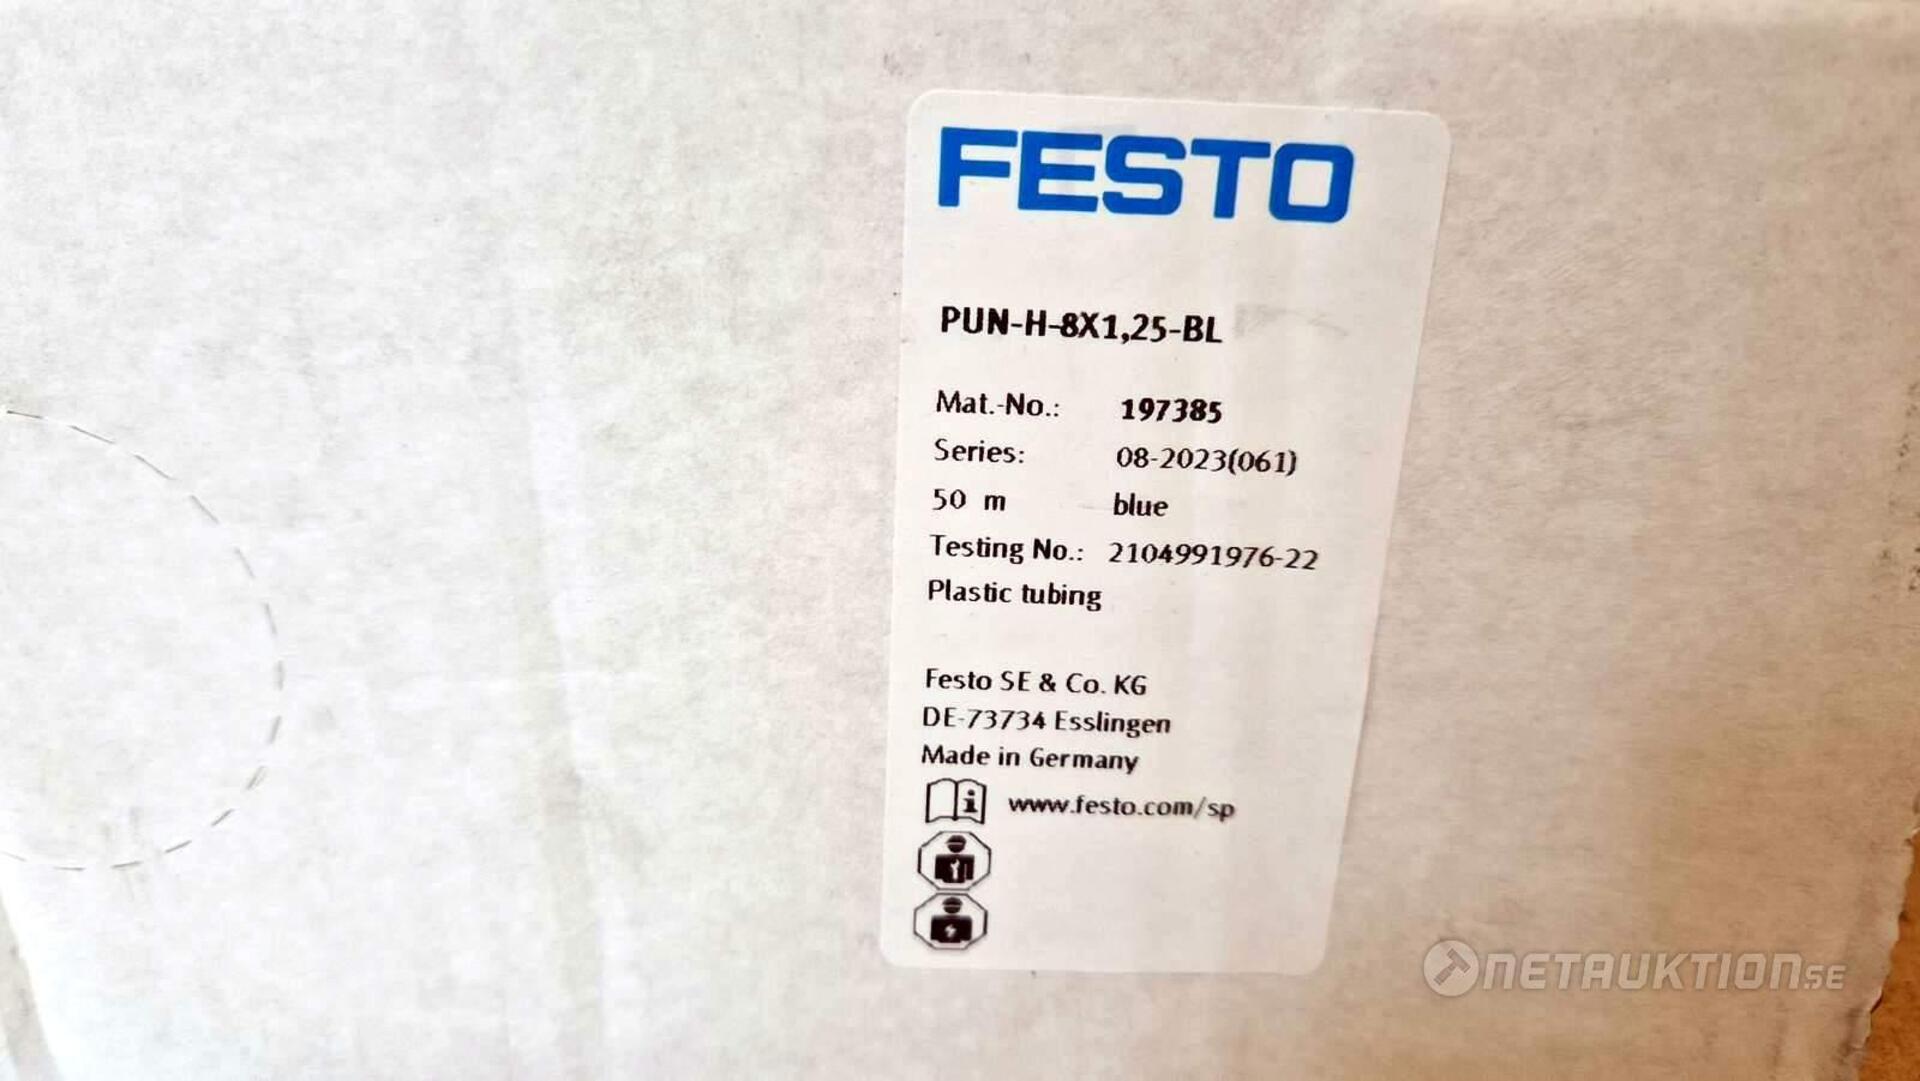 FESTO
PUN-H-8X1,25-BL
Mat.-No.: 197385
Series: 08-2023(061)
50 m blue
Testing No.: 2104991976-22
Plastic tubing
Festo SE & Co. KG
DE-73734 Esslingen
Made in Germany
www.festo.com/sp
NETAUKTION.SE